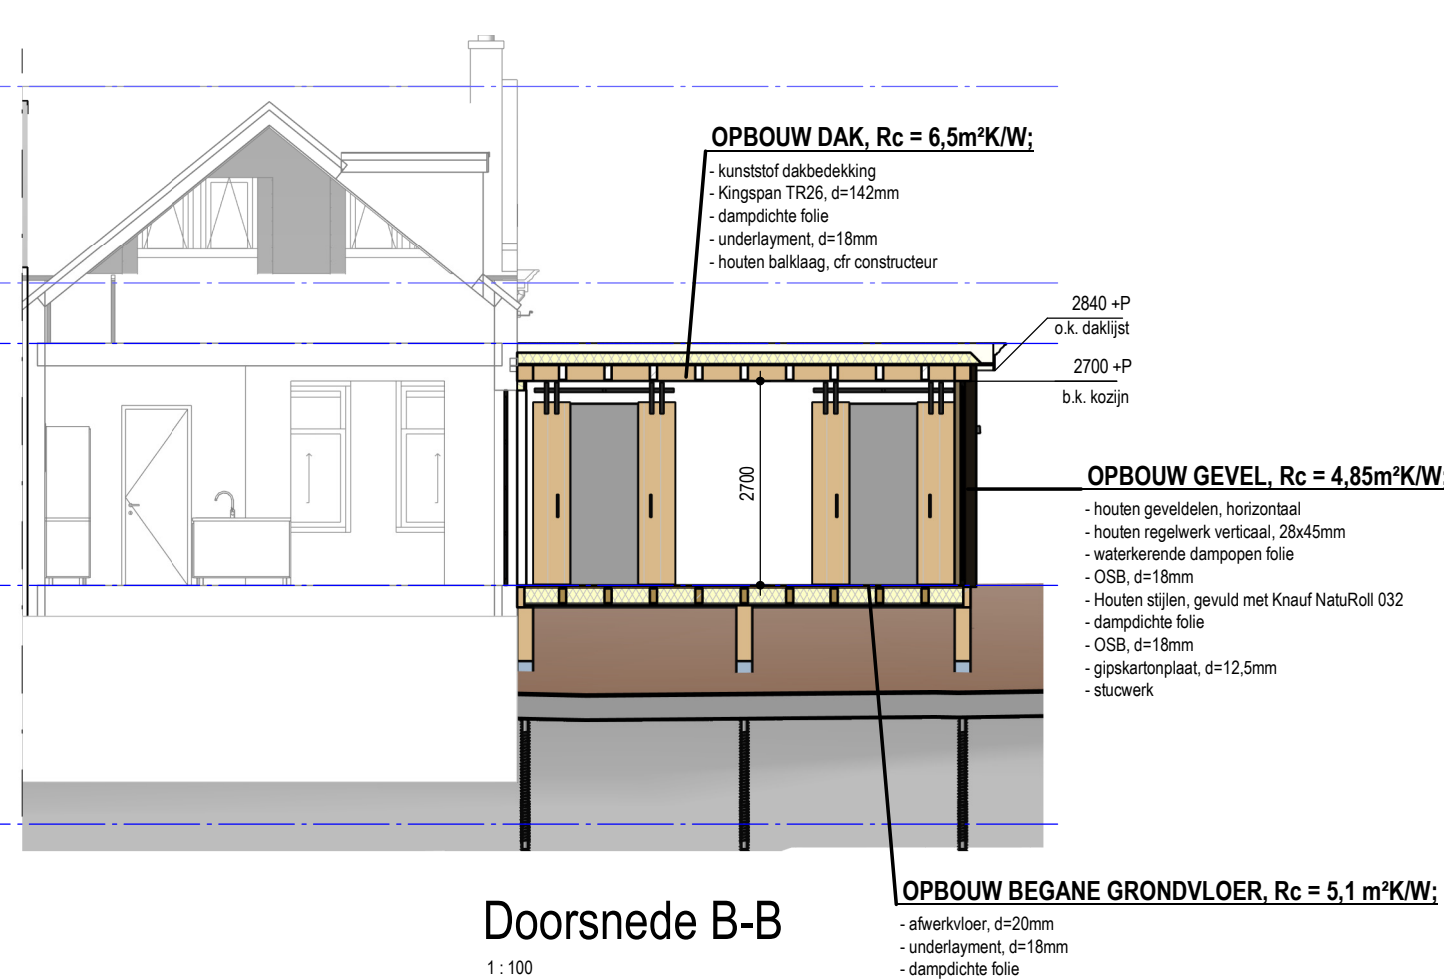 OPBOUW DAK, Rc = 6,5m²K/W;
- kunststof dakbedekking
- Kingspan TR26, d=142mm
- dampdichte folie
- underlayment, d=18mm
- houten balklaag, cfr constructeur
2840 +P
o.k. daklijst
2700 +P
b.k. kozijn
2700
OPBOUW GEVEL, Rc = 4,85m²K/W;
- houten geveldelen, horizontaal
- houten regelwerk verticaal, 28x45mm
- waterkerende dampopen folie
- OSB, d=18mm
- Houten stijlen, gevuld met Knauf NatuRoll 032
- dampdichte folie
- OSB, d=18mm
- gipskartonplaat, d=12,5mm
- stucwerk
OPBOUW BEGANE GRONDVLOER, Rc = 5,1 m²K/W;
- afwerkvloer, d=20mm
- underlayment, d=18mm
- dampdichte folie
Doorsnede B-B
1 : 100